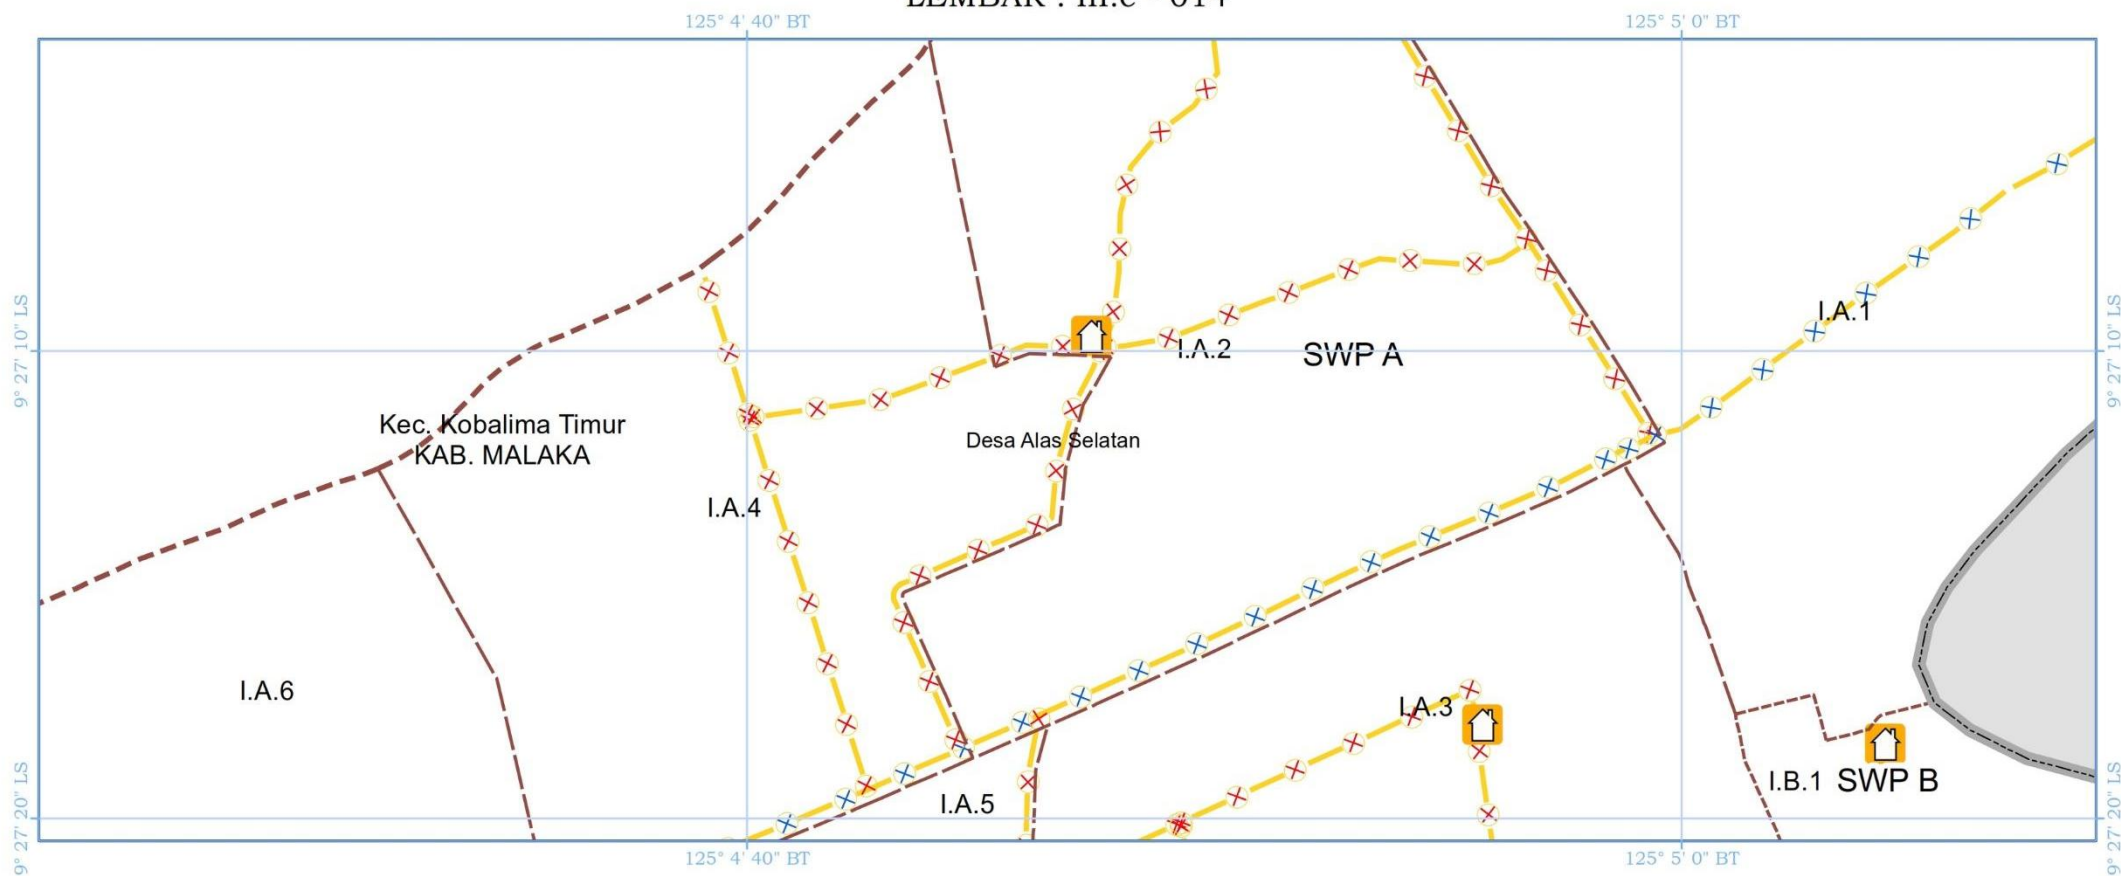 125° 4' 40" BT
125° 5' 0" BT
9° 27' 10" LS
9° 27' 10" LS
I.A.1
I.A.2
SWP A
Kec. Kobalima Timur
KAB. MALAKA
Desa Alas Selatan
I.A.4
I.A.6
I.A.3
I.A.5
I.B.1 SWP B
9° 27' 20" LS
9° 27' 20" LS
125° 4' 40" BT
125° 5' 0" BT